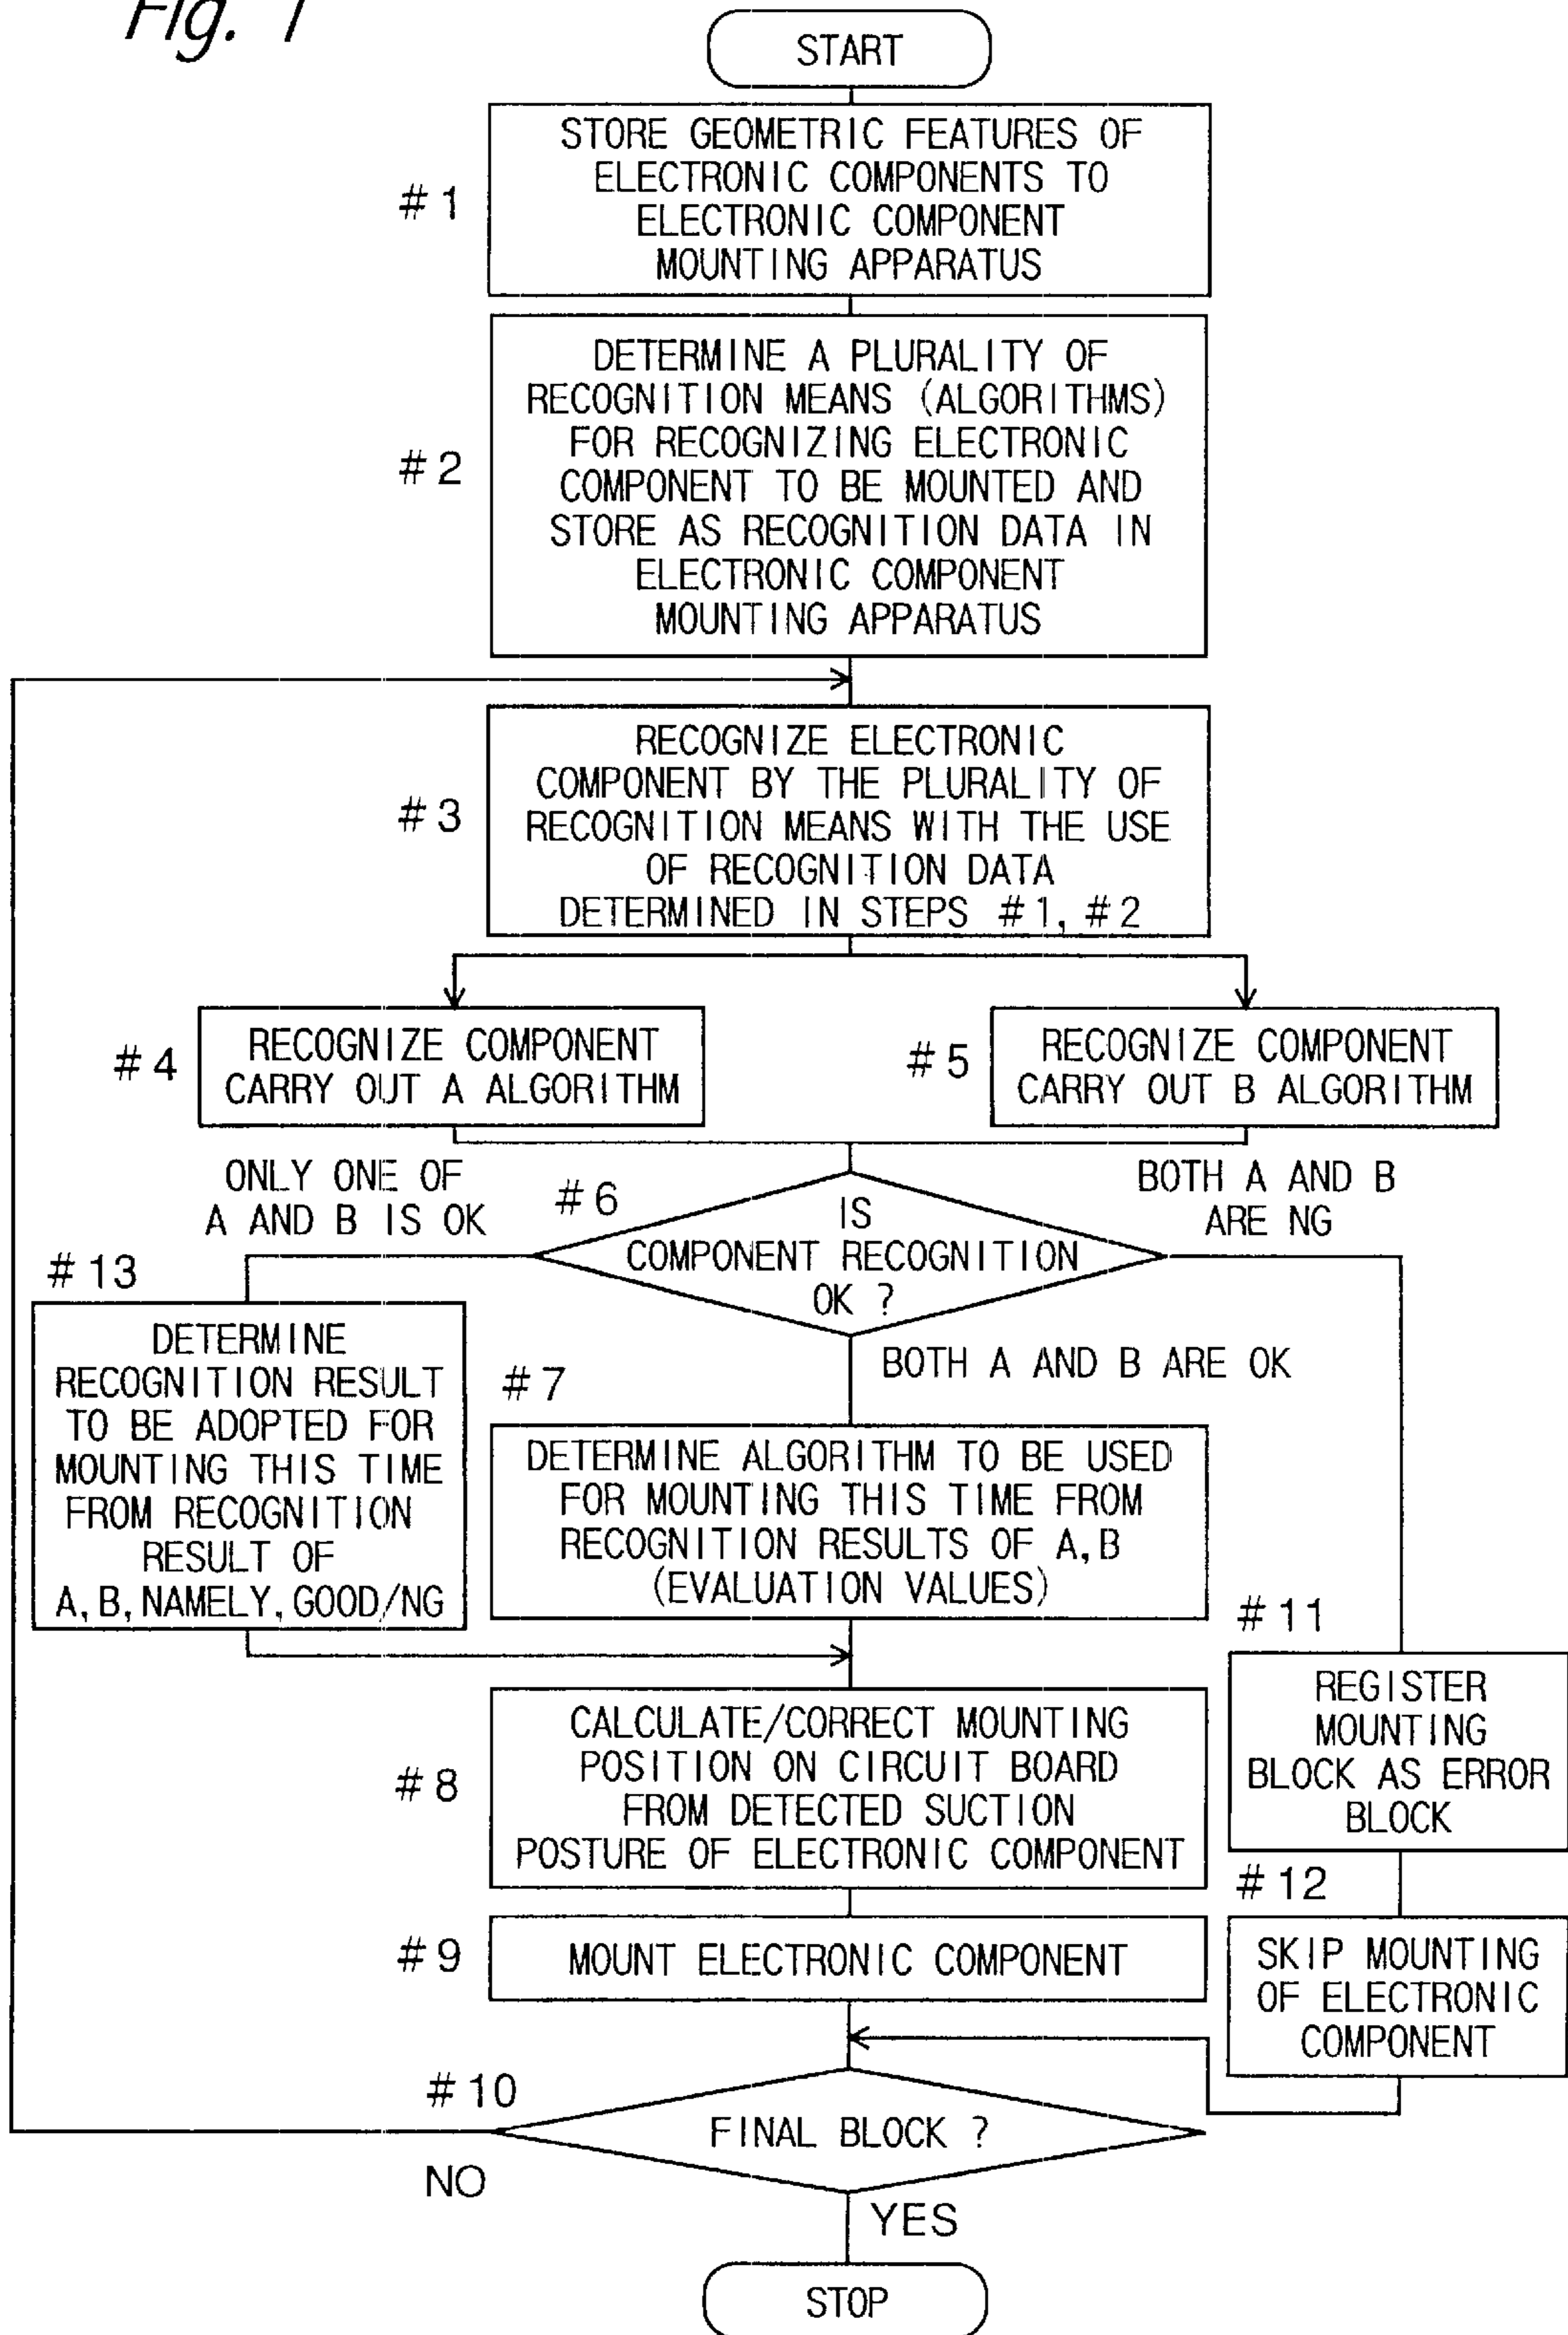 Fig. 1
START
#1
STORE GEOMETRIC FEATURES OF
ELECTRONIC COMPONENTS TO
ELECTRONIC COMPONENT
MOUNTING APPARATUS
#2
DETERMINE A PLURALITY OF
RECOGNITION MEANS (ALGORITHMS)
FOR RECOGNIZING ELECTRONIC
COMPONENT TO BE MOUNTED AND
STORE AS RECOGNITION DATA IN
ELECTRONIC COMPONENT
MOUNTING APPARATUS
#3
RECOGNIZE ELECTRONIC
COMPONENT BY THE PLURALITY OF
RECOGNITION MEANS WITH THE USE
OF RECOGNITION DATA
DETERMINED IN STEPS #1, #2
#4
RECOGNIZE COMPONENT
CARRY OUT A ALGORITHM
#5
RECOGNIZE COMPONENT
CARRY OUT B ALGORITHM
ONLY ONE OF
A AND B IS OK
#6
IS
COMPONENT RECOGNITION
OK ?
BOTH A AND B
ARE NG
#13
DETERMINE
RECOGNITION RESULT
TO BE ADOPTED FOR
MOUNTING THIS TIME
FROM RECOGNITION
RESULT OF
A, B, NAMELY, GOOD/NG
BOTH A AND B ARE OK
#7
DETERMINE ALGORITHM TO BE USED
FOR MOUNTING THIS TIME FROM
RECOGNITION RESULTS OF A, B
(EVALUATION VALUES)
#11
REGISTER
MOUNTING
BLOCK AS ERROR
BLOCK
#8
CALCULATE/CORRECT MOUNTING
POSITION ON CIRCUIT BOARD
FROM DETECTED SUCTION
POSTURE OF ELECTRONIC COMPONENT
#12
SKIP MOUNTING
OF ELECTRONIC
COMPONENT
#9
MOUNT ELECTRONIC COMPONENT
#10
FINAL BLOCK ?
NO
YES
STOP